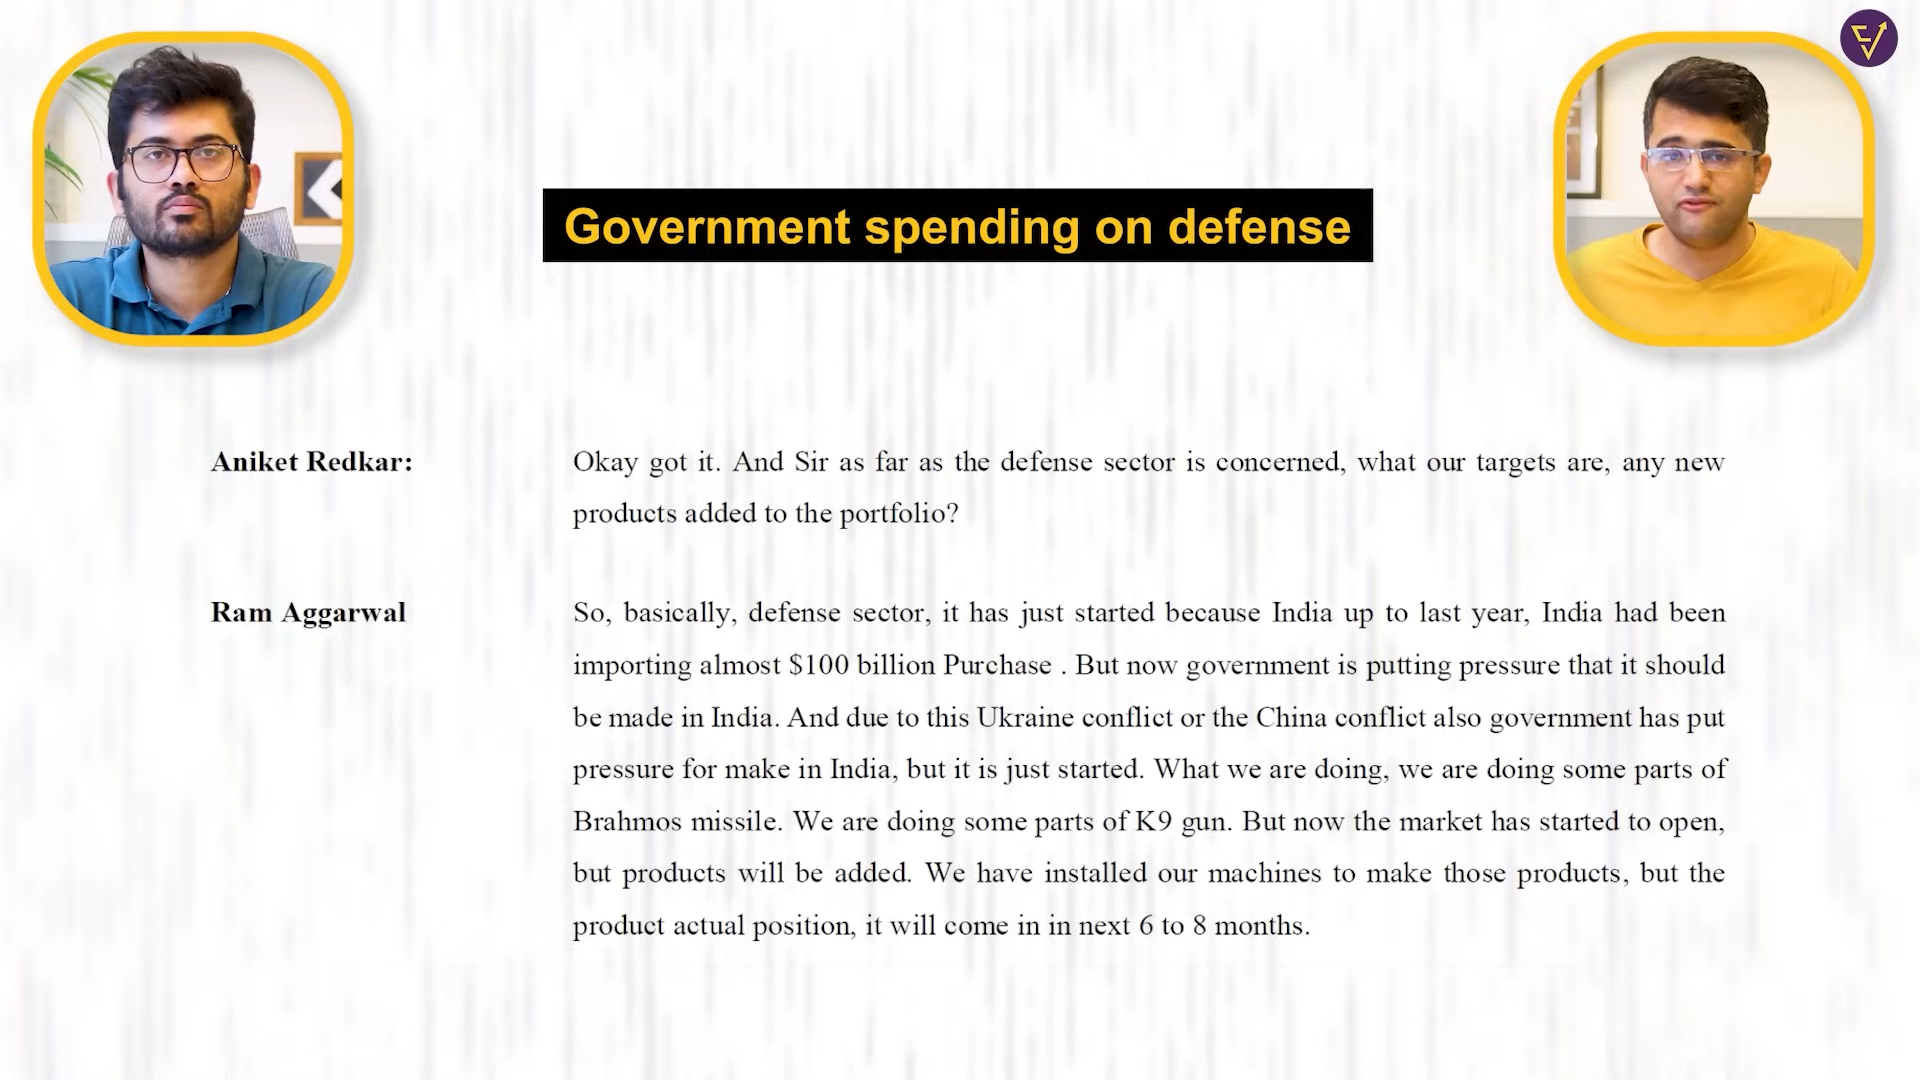 Government spending on defense
Aniket Redkar:
Okay got it. And Sir as far as the defense sector is concerned, what our targets are, any new
products added to the portfolio?
Ram Aggarwal
So, basically, defense sector, it has just started because India up to last year, India had been
importing almost $100 billion Purchase . But now government is putting pressure that it should
be made in India. And due to this Ukraine conflict or the China conflict also government has put
pressure for make in India, but it is just started. What we are doing, we are doing some parts of
Brahmos missile. We are doing some parts of K9 gun. But now the market has started to open,
but products will be added. We have installed our machines to make those products, but the
product actual position, it will come in in next 6 to 8 months.